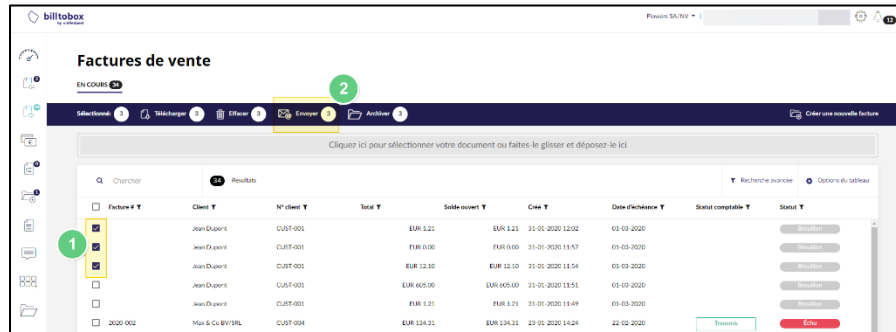 billtobox
by unifiedpost
Flowers SA/NV
12
Factures de vente
EN COURS 34
2
Sélectionné: 3 Télécharger 3 Effacer 3 Envoyer 3 Archiver 3 Créer une nouvelle facture
Cliquez ici pour sélectionner votre document ou faites-le glisser et déposez-le ici
Chercher 34 Résultats Recherche avancée Options du tableau
Facture # Client N° client Total Solde ouvert Créé Date d'échéance Statut comptable Statut
Jean Dupont CUST-001 EUR 1.21 EUR 1.21 31-01-2020 12:02 01-03-2020 Brouillon
1
Jean Dupont CUST-001 EUR 0.00 EUR 0.00 31-01-2020 11:57 01-03-2020 Brouillon
Jean Dupont CUST-001 EUR 12.10 EUR 12.10 31-01-2020 11:54 01-03-2020 Brouillon
Jean Dupont CUST-001 EUR 605.00 EUR 605.00 31-01-2020 11:51 01-03-2020 Brouillon
Jean Dupont CUST-001 EUR 1.21 EUR 1.21 31-01-2020 11:49 01-03-2020 Brouillon
2020-002 Max & Co BV/SRL CUST-004 EUR 134.31 EUR 134.31 23-01-2020 14:24 22-02-2020 Transmis Échu